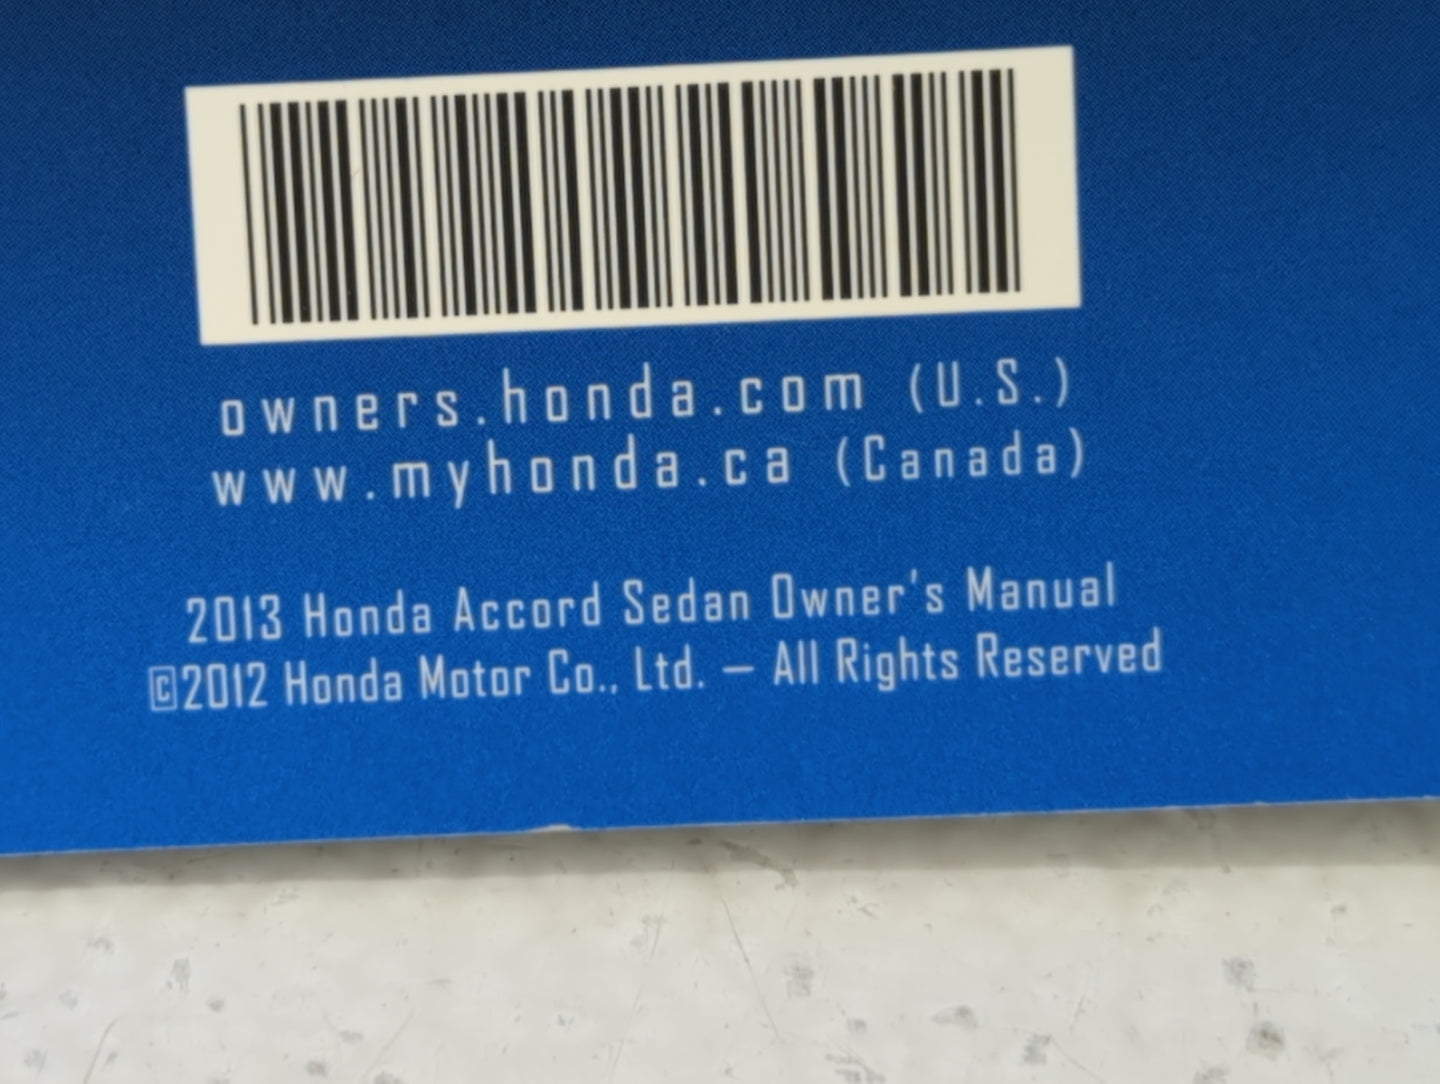 owners.honda.com (U.S.)
www.myhonda.ca (Canada)
2013 Honda Accord Sedan Owner's Manual
©2012 Honda Motor Co., Ltd. — All Rights Reserved